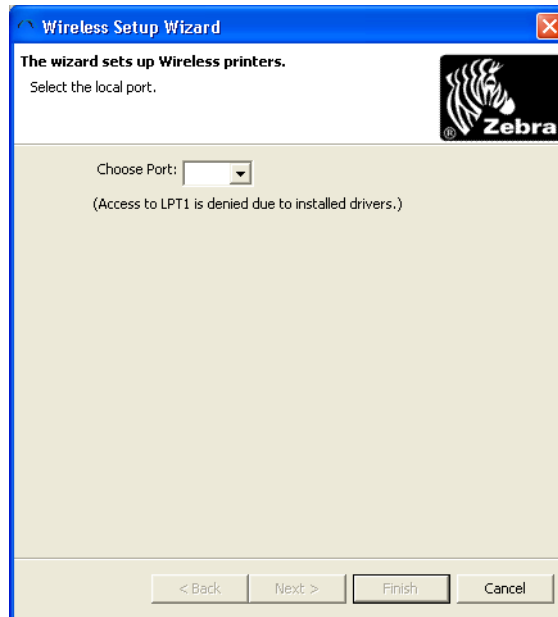 Wireless Setup Wizard
The wizard sets up Wireless printers.
Select the local port.
® Zebra
Choose Port:
(Access to LPT1 is denied due to installed drivers.)
< Back Next > Finish Cancel